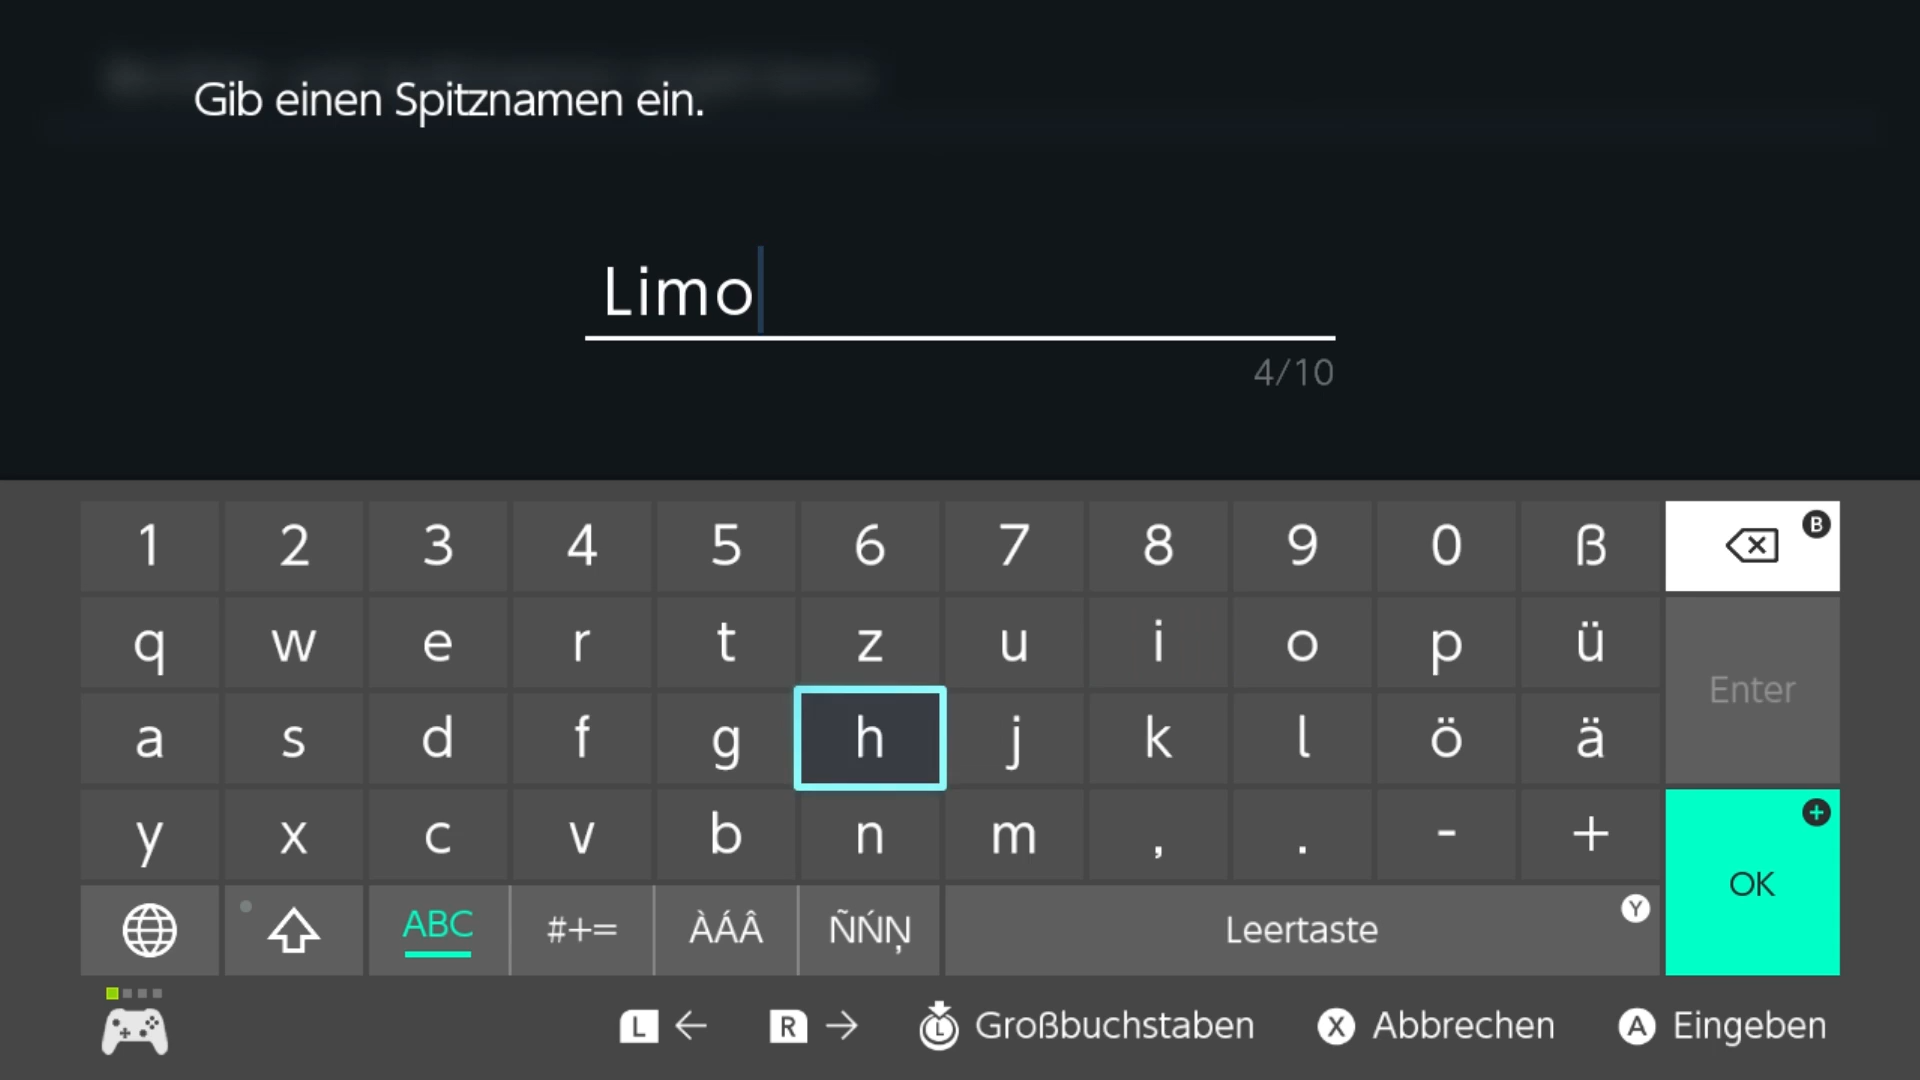 Gib einen Spitznamen ein.
Limo
4/10
1 2 3 4 5 6 7 8 9 0 ß B
q w e r t z u i o p ü Enter
a s d f g h j k l ö ä
y x c v b n m , . - + OK +
ABC #+= ÀÁÂ ÑŃŅ Leertaste Y
L ← R → L Großbuchstaben X Abbrechen A Eingeben